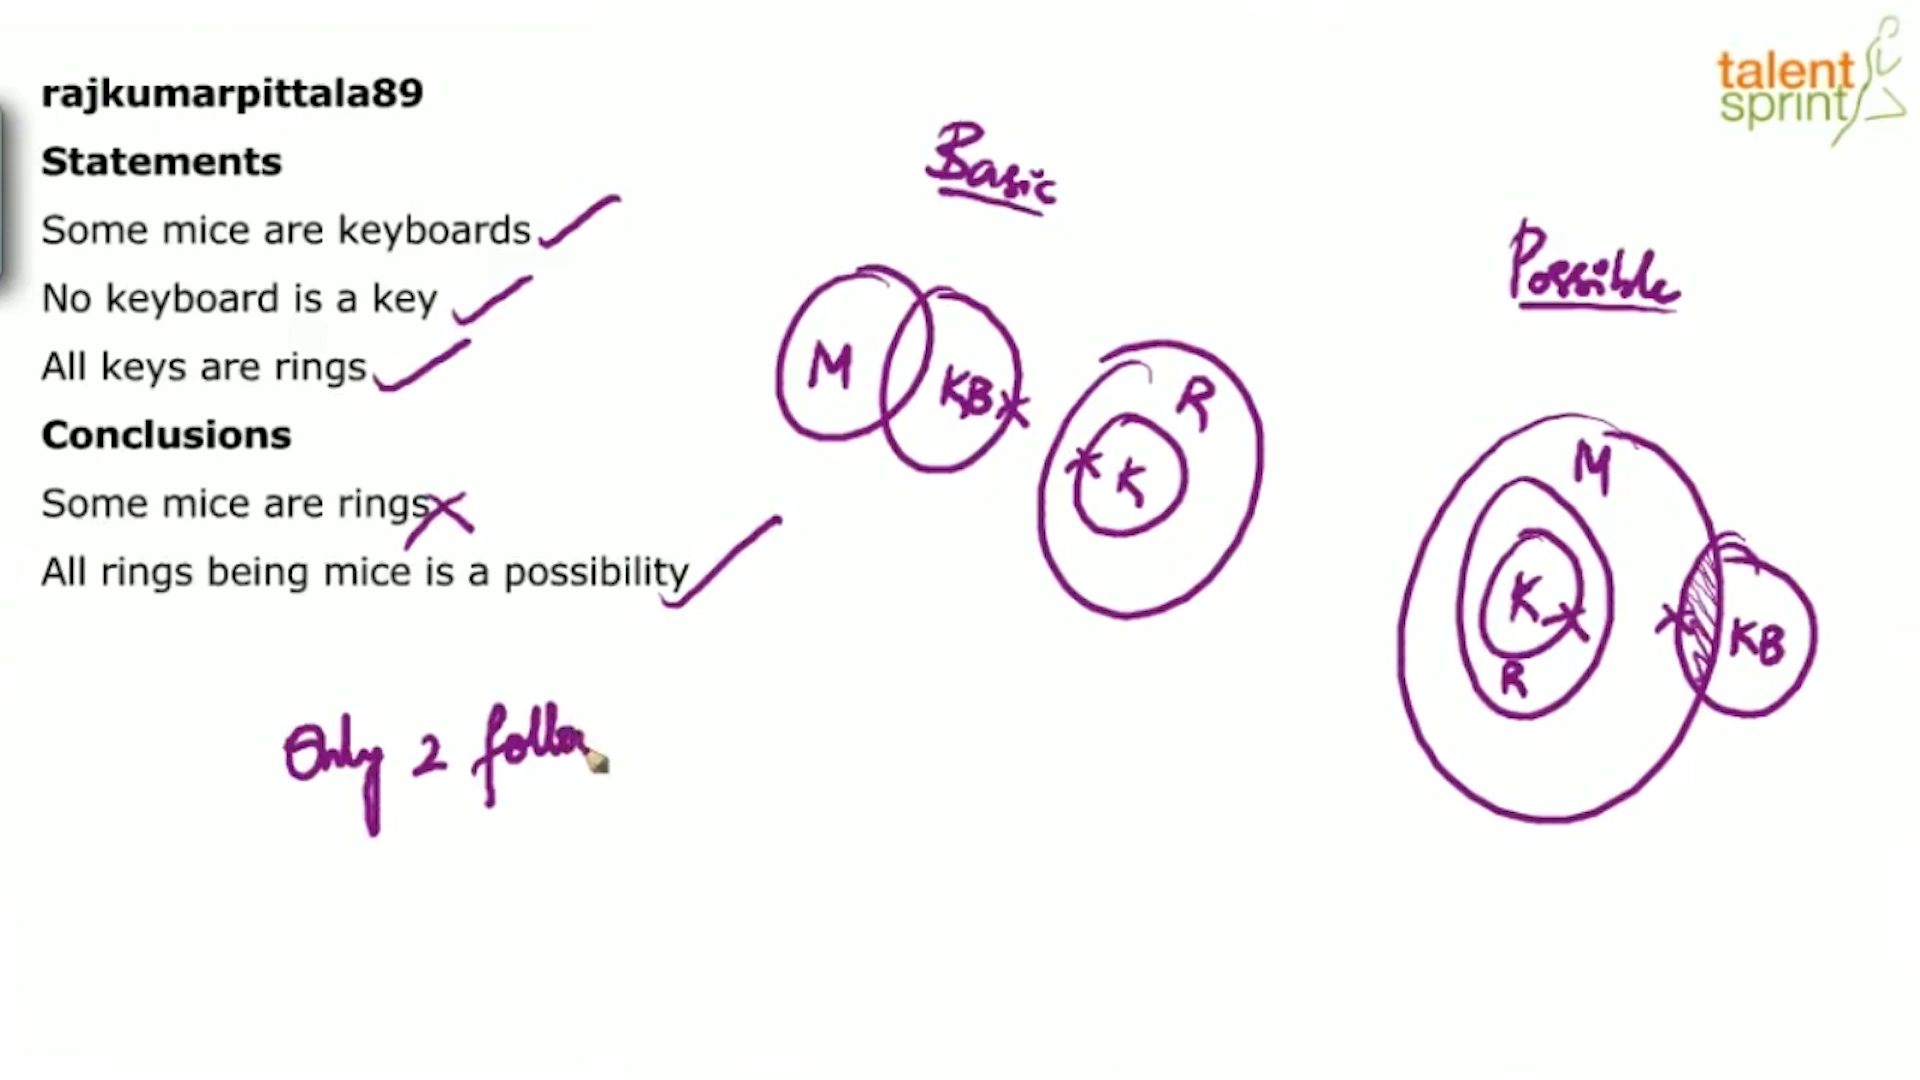 rajkumarpittala89
Statements
Some mice are keyboards
No keyboard is a key
All keys are rings
Conclusions
Some mice are rings
All rings being mice is a possibility
Only 2 follow
Basic
M
KB
R
K
Possible
M
K
R
KB
talent
sprint